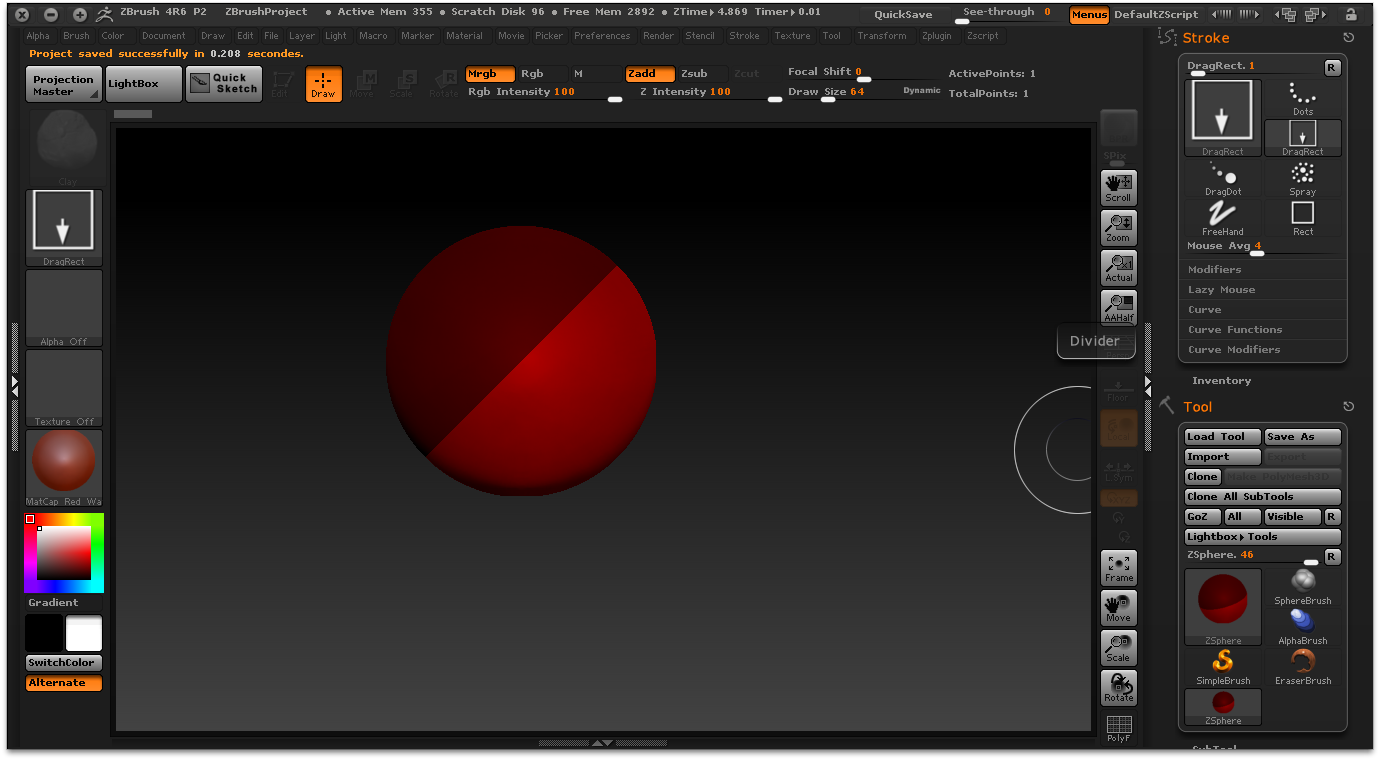 ZBrush 4R6 P2 ZBrushProject • Active Mem 355 • Scratch Disk 96 • Free Mem 2892 • ZTime 4.869 Timer 0.01 QuickSave See-through 0 Menus DefaultZScript
Alpha Brush Color Document Draw Edit File Layer Light Macro Marker Material Movie Picker Preferences Render Stencil Stroke Texture Tool Transform Zplugin Zscript
Project saved successfully in 0.208 secondes.
Projection Master
LightBox
Quick Sketch
Edit
Draw
Move
Scale
Rotate
Mrgb Rgb M
Rgb Intensity 100
Zadd Zsub Zcut
Z Intensity 100
Focal Shift 0
Draw Size 64 Dynamic
ActivePoints: 1
TotalPoints: 1
Clay
DragRect
Alpha Off
Texture Off
MatCap Red Wa
Gradient
SwitchColor
Alternate
SPix
Scroll
Zoom
Actual
AAHalf
Divider
Floor
Local
L.Sym
Frame
Move
Scale
Rotate
PolyF
Stroke
DragRect. 1 R
DragRect
Dots
DragRect
DragDot
Spray
FreeHand
Rect
Mouse Avg 4
Modifiers
Lazy Mouse
Curve
Curve Functions
Curve Modifiers
Inventory
Tool
Load Tool Save As
Import Export
Clone Make PolyMesh3D
Clone All SubTools
GoZ All Visible R
Lightbox Tools
ZSphere. 46 R
ZSphere
SphereBrush
AlphaBrush
SimpleBrush
EraserBrush
ZSphere
SubTool